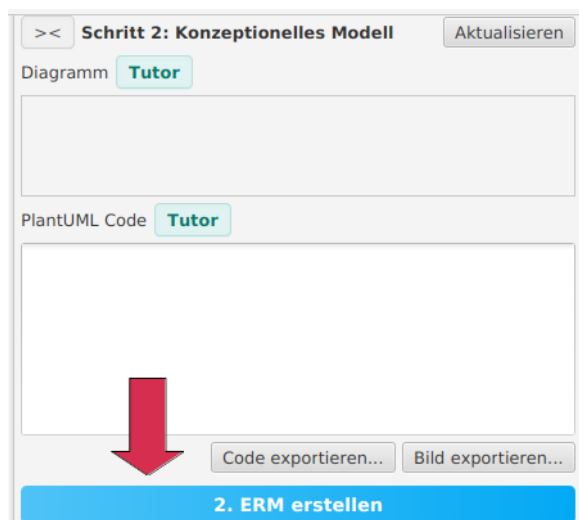 >< Schritt 2: Konzeptionelles Modell Aktualisieren
Diagramm Tutor
PlantUML Code Tutor
Code exportieren... Bild exportieren...
2. ERM erstellen